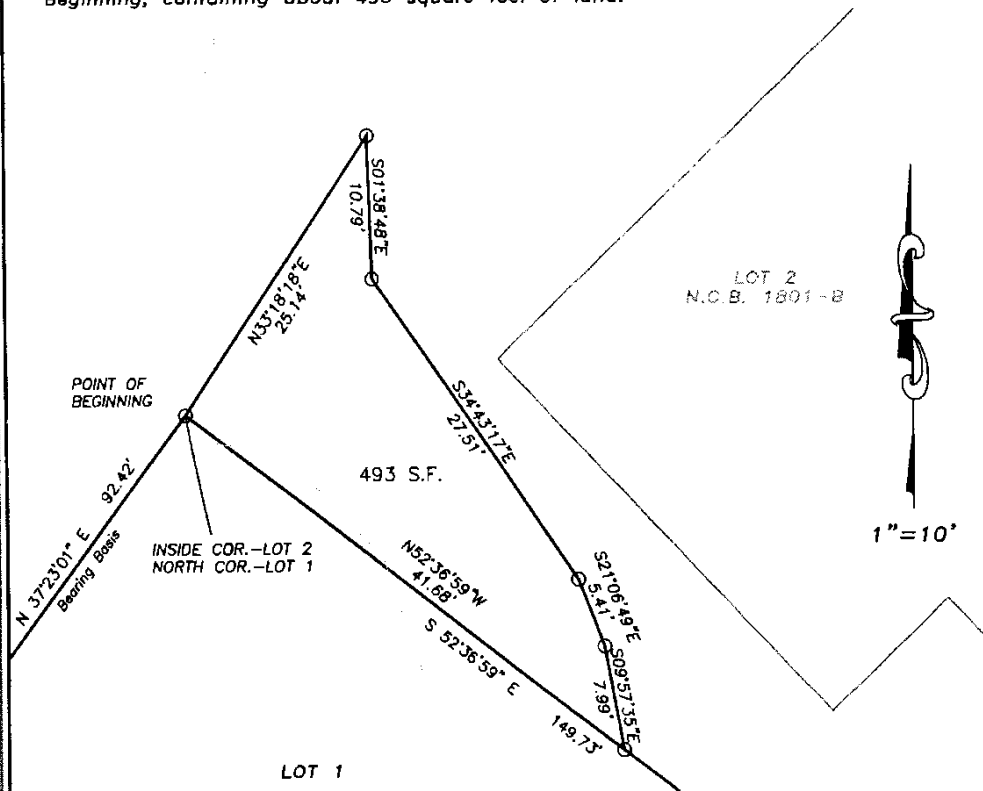 Beginning, containing about 493 square feet of land.
S01°38'48"E
10.79'
N33°18'18"E
25.14'
LOT 2
N.C.B. 1801-B
POINT OF
BEGINNING
S34°43'17"E
27.51'
92.42'
493 S.F.
1"=10'
INSIDE COR.-LOT 2
NORTH COR.-LOT 1
N 37°23'01" E
Bearing Basis
N52°36'59"W
41.68'
S21°06'49"E
5.41'
S 52°36'59" E
S09°57'35"E
7.99'
149.73'
LOT 1